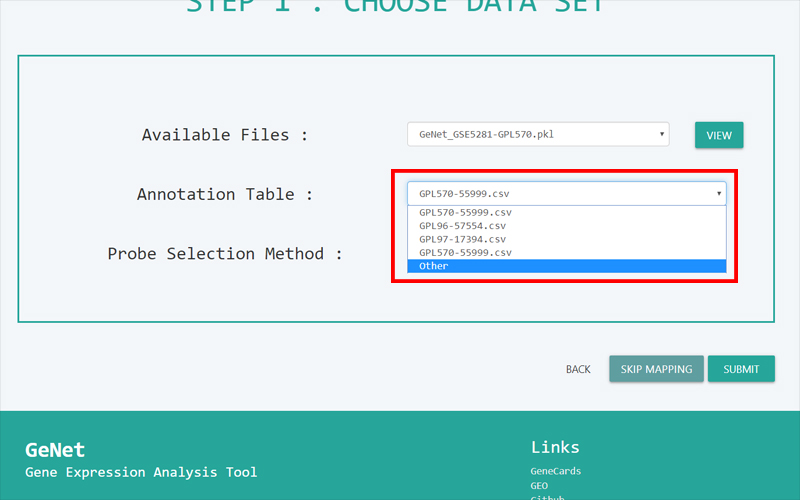 STEP 1 : CHOOSE DATA SET
Available Files :
GeNet_GSE5281-GPL570.pkl
VIEW
Annotation Table :
GPL570-55999.csv
GPL570-55999.csv
GPL96-57554.csv
GPL97-17394.csv
GPL570-55999.csv
Other
Probe Selection Method :
BACK
SKIP MAPPING
SUBMIT
GeNet
Gene Expression Analysis Tool
Links
GeneCards
GEO
Github